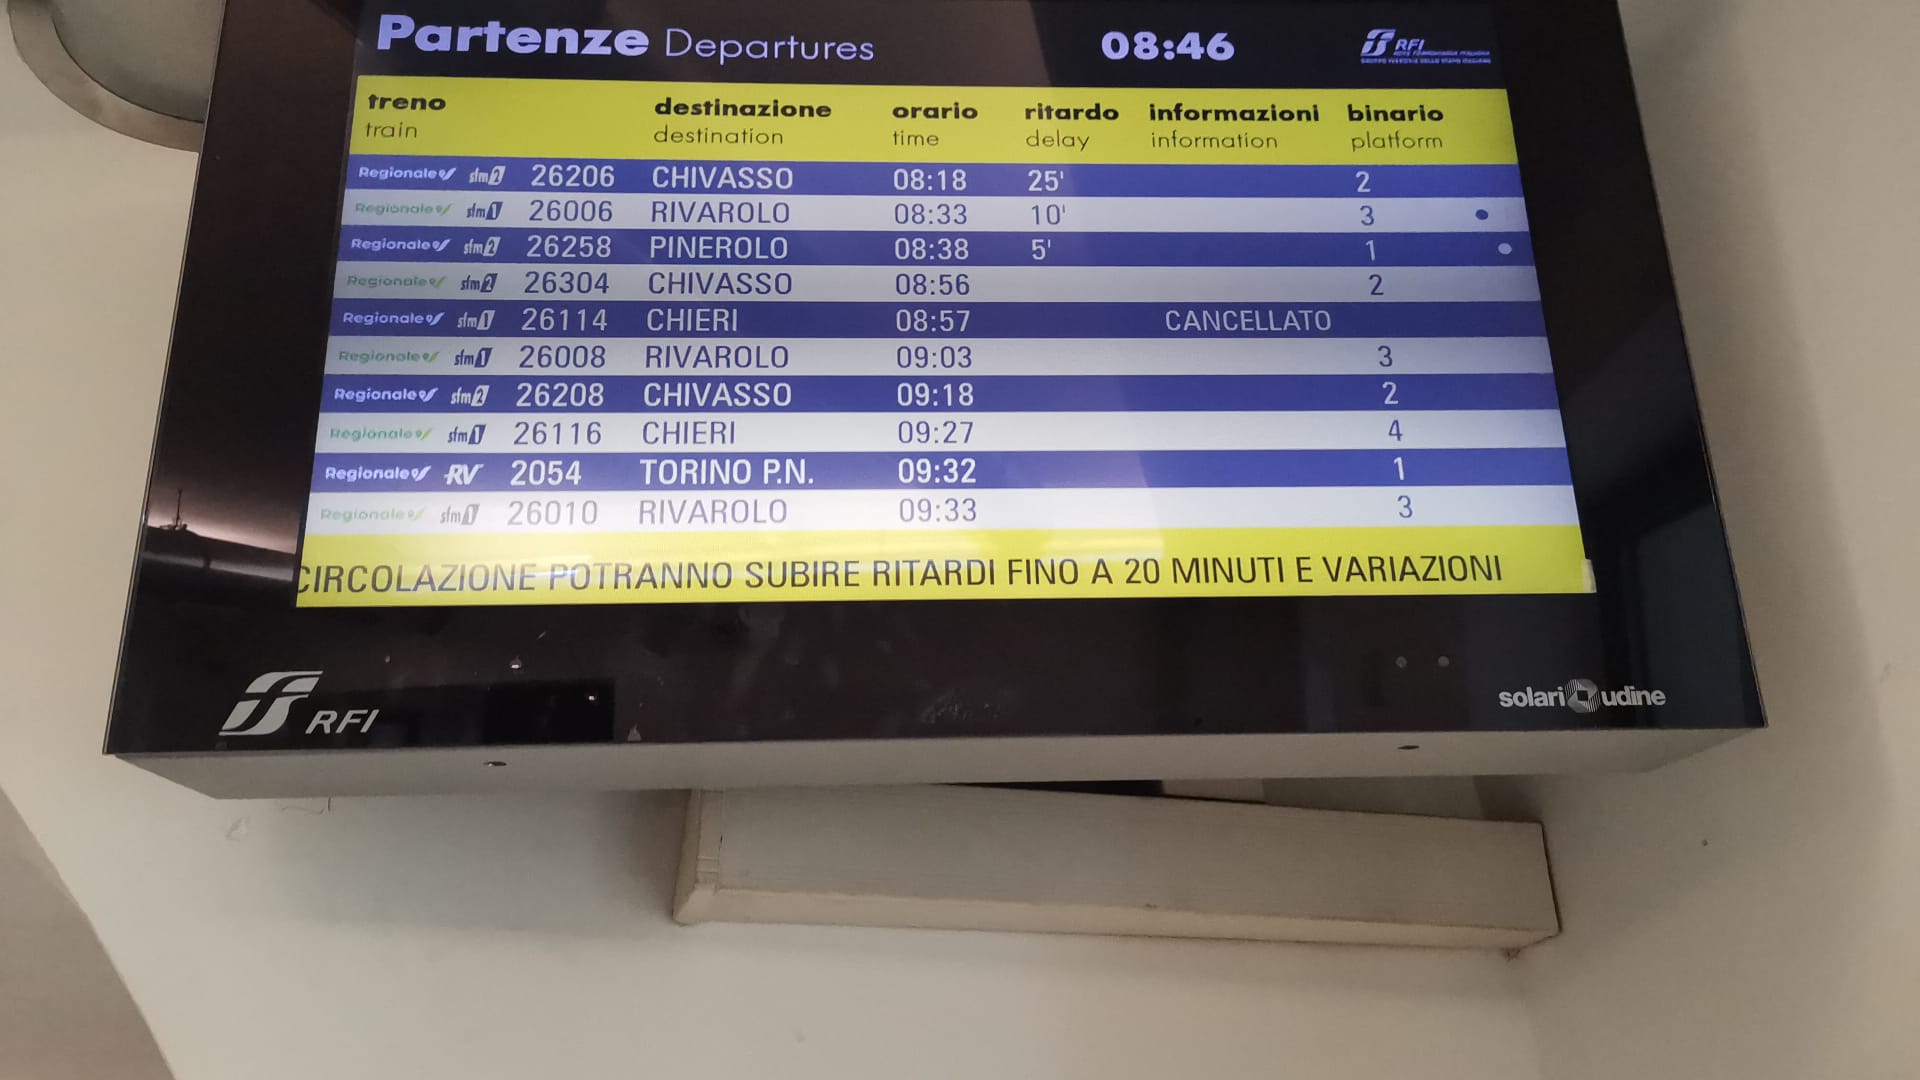 Partenze Departures 08:46 RFI
treno destinazione orario ritardo informazioni binario
train destination time delay information platform
Regionale sfm2 26206 CHIVASSO 08:18 25' 2
Regionale sfm1 26006 RIVAROLO 08:33 10' 3
Regionale sfm2 26258 PINEROLO 08:38 5' 1
Regionale sfm2 26304 CHIVASSO 08:56 2
Regionale sfm1 26114 CHIERI 08:57 CANCELLATO
Regionale sfm1 26008 RIVAROLO 09:03 3
Regionale sfm2 26208 CHIVASSO 09:18 2
Regionale sfm1 26116 CHIERI 09:27 4
Regionale RV 2054 TORINO P.N. 09:32 1
Regionale sfm1 26010 RIVAROLO 09:33 3
CIRCOLAZIONE POTRANNO SUBIRE RITARDI FINO A 20 MINUTI E VARIAZIONI
RFI solari udine